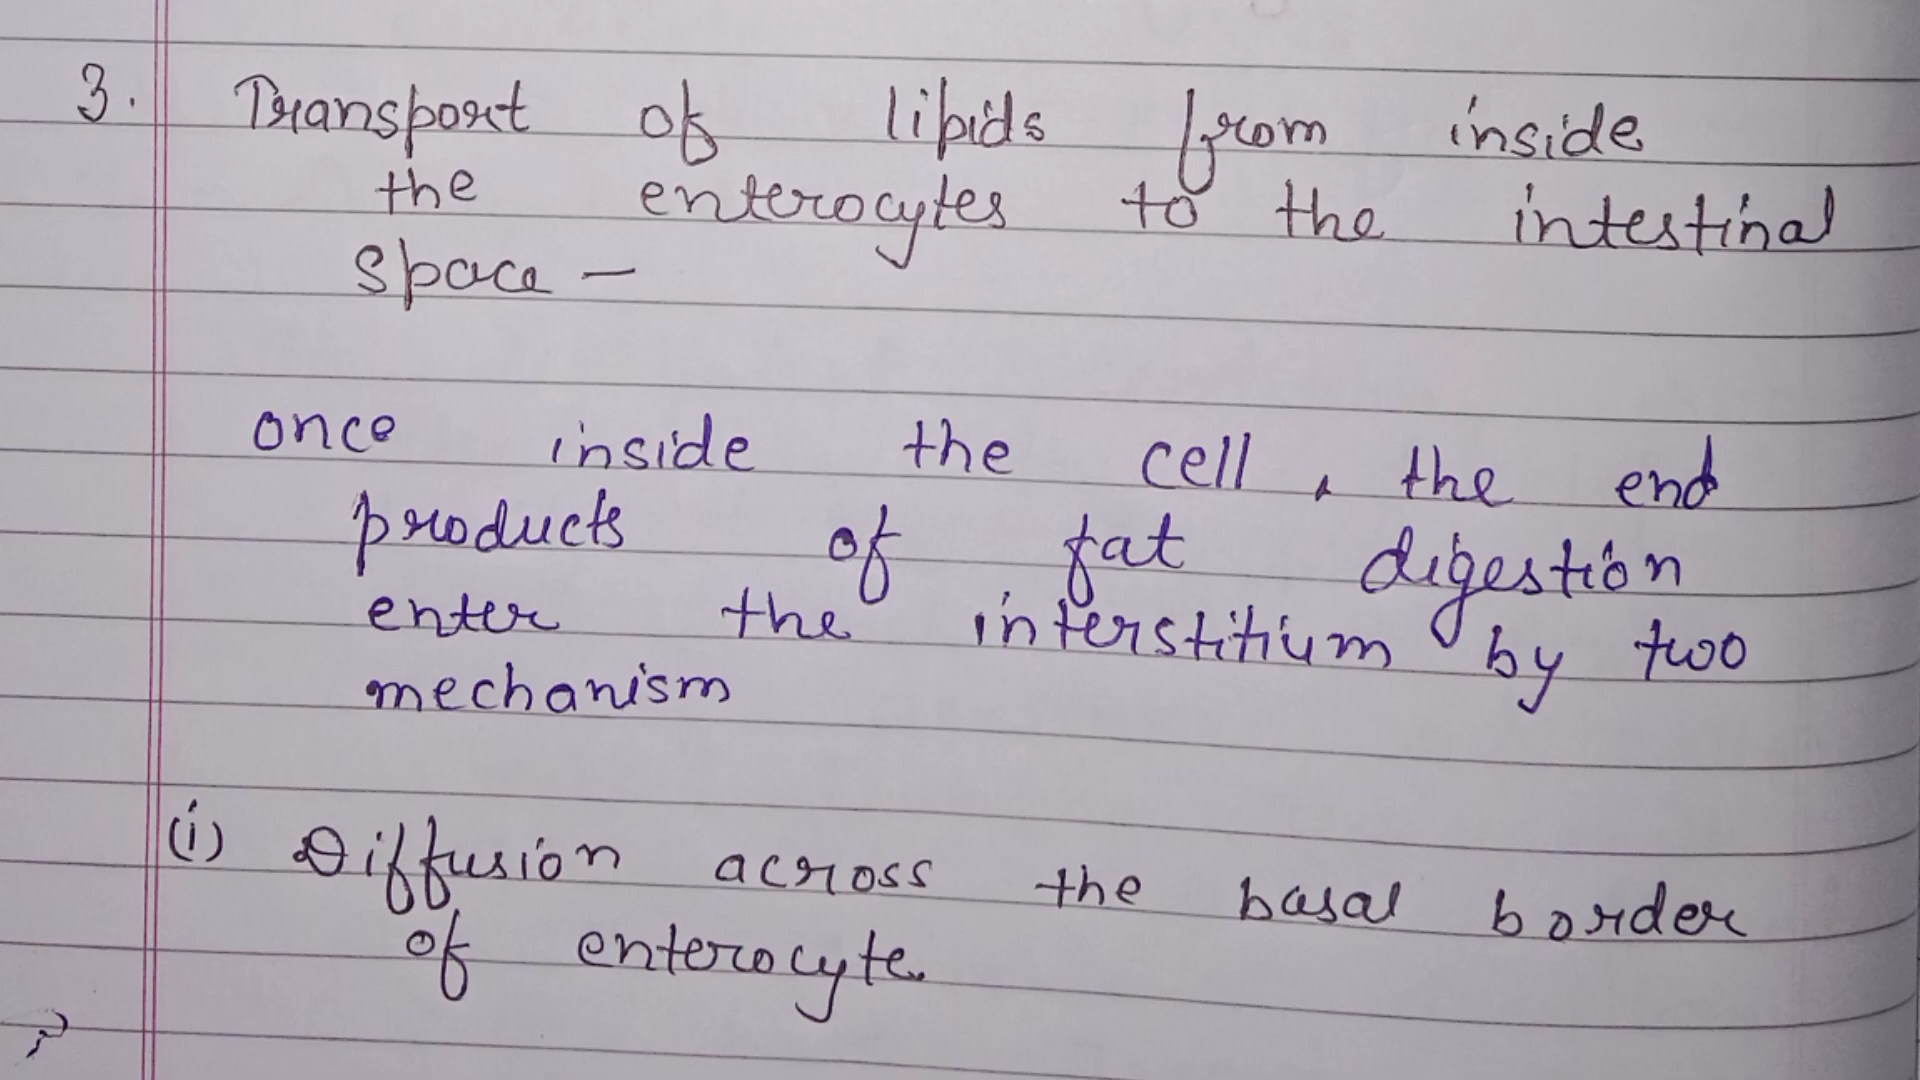 3. Transport of lipids from inside
the enterocytes to the intestinal
space –
once inside the cell, the end
products of fat digestion
enter the interstitium by two
mechanism
(i) Diffusion across the basal border
of enterocyte.